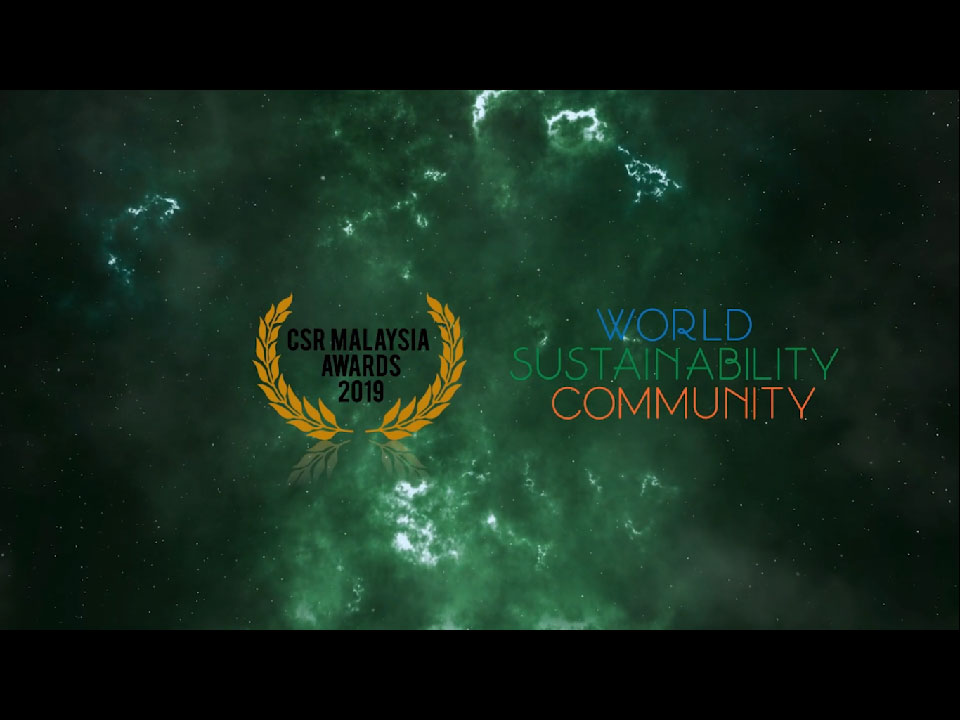 CSR MALAYSIA
AWARDS
2019
WORLD
SUSTAINABILITY
COMMUNITY